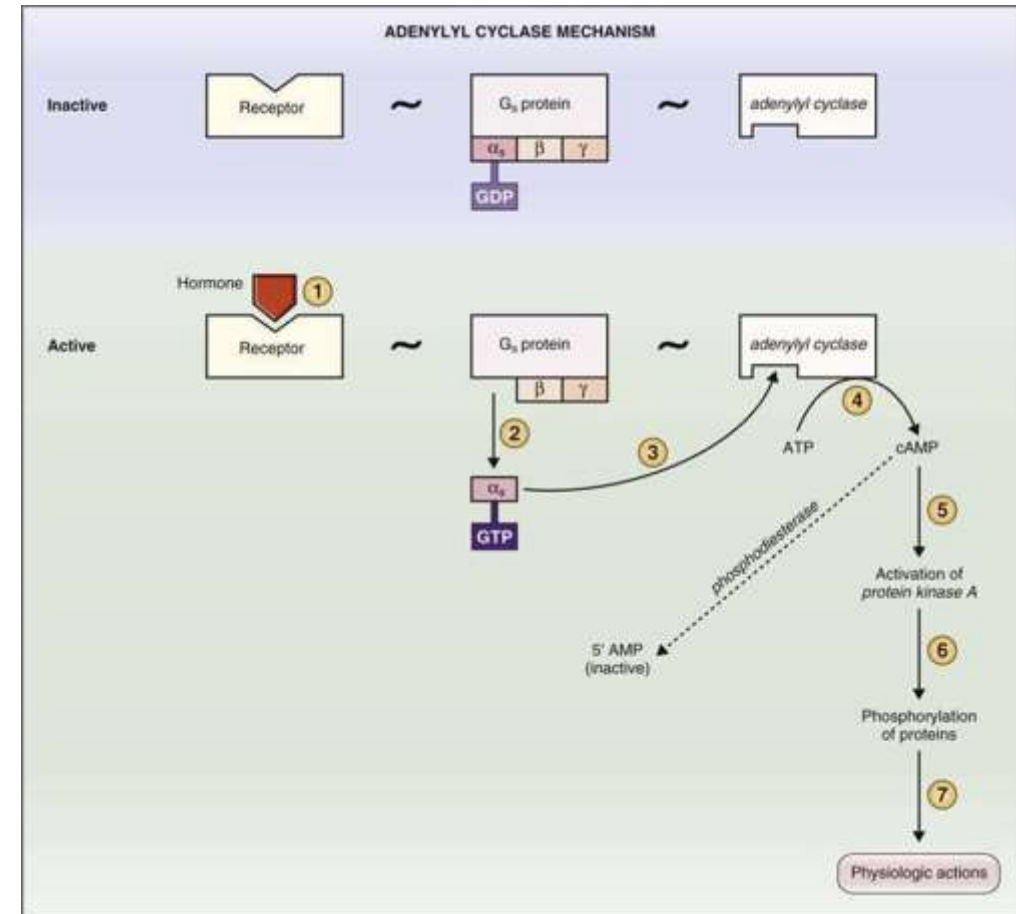 ADENYLYL CYCLASE MECHANISM
Inactive
Receptor
~
Gₛ protein
~
adenylyl cyclase
αₛ
β
γ
GDP
Hormone
1
Active
Receptor
~
Gₛ protein
~
adenylyl cyclase
β
γ
2
3
4
ATP
cAMP
αₛ
GTP
phosphodiesterase
5
Activation of
protein kinase A
5' AMP
(inactive)
6
Phosphorylation
of proteins
7
Physiologic actions